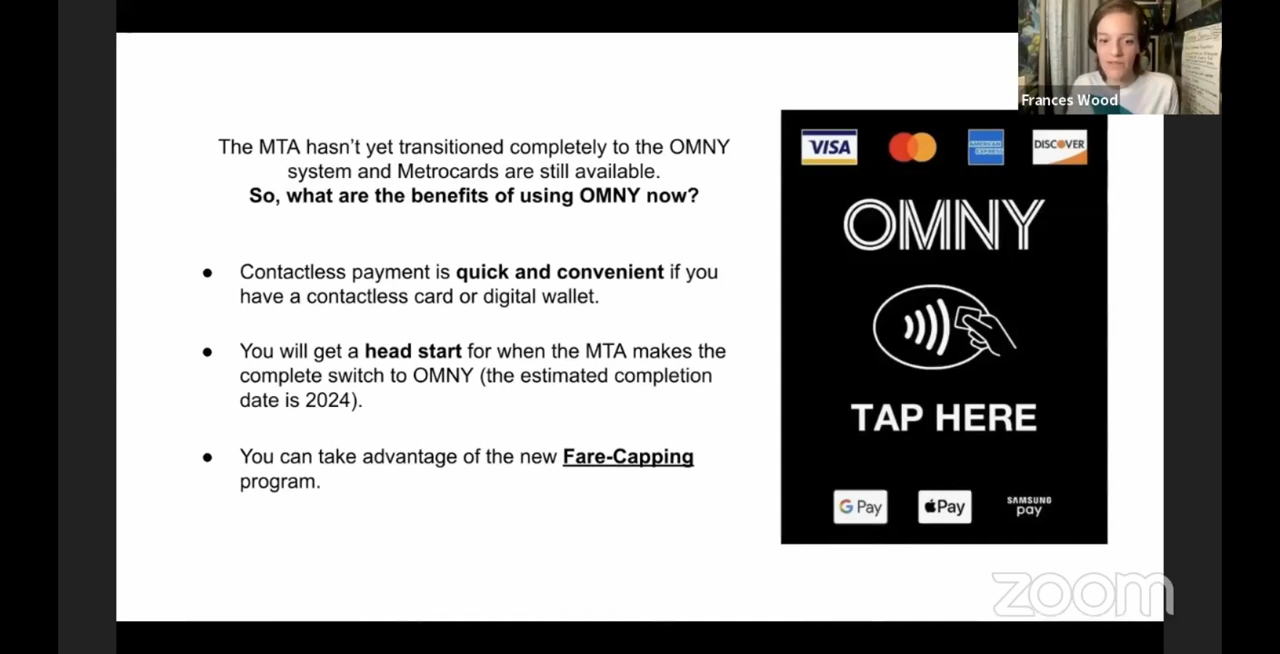 Frances Wood
The MTA hasn’t yet transitioned completely to the OMNY
system and Metrocards are still available.
So, what are the benefits of using OMNY now?
● Contactless payment is quick and convenient if you
have a contactless card or digital wallet.
● You will get a head start for when the MTA makes the
complete switch to OMNY (the estimated completion
date is 2024).
● You can take advantage of the new Fare-Capping
program.
VISA
AMERICAN EXPRESS
DISCOVER
OMNY
TAP HERE
G Pay
Pay
SAMSUNG
pay
zoom